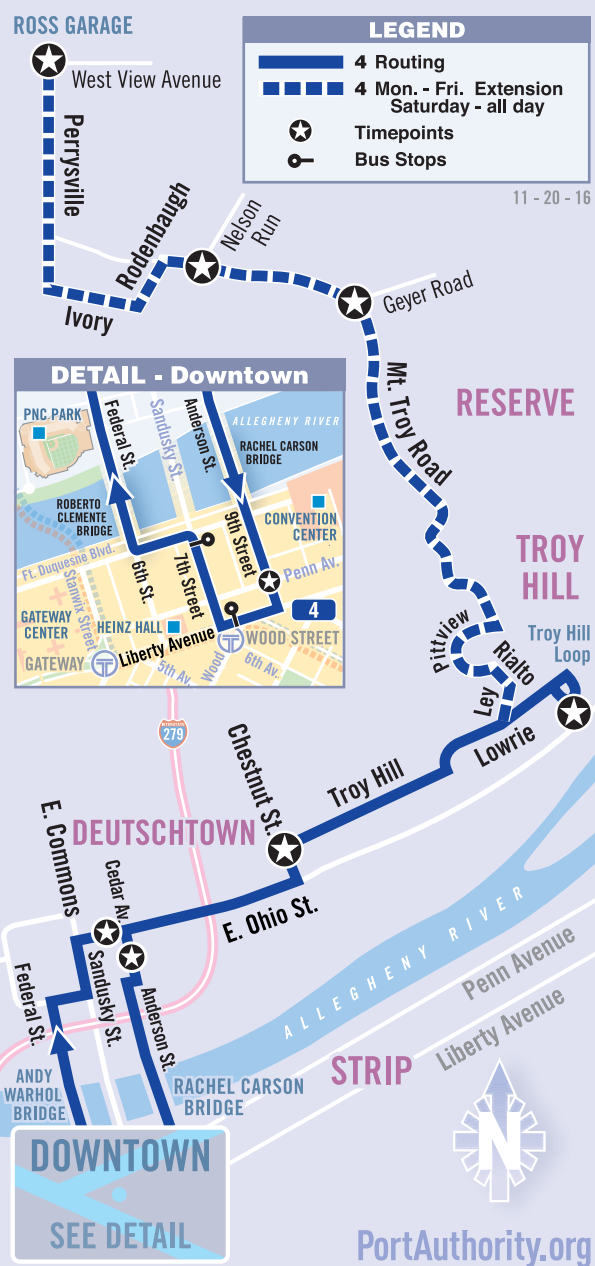 ROSS GARAGE
West View Avenue
LEGEND
4 Routing
4 Mon. - Fri. Extension
Saturday - all day
Timepoints
Bus Stops
11 - 20 - 16
Perrysville
Rodenbaugh
Nelson
Run
Ivory
Geyer Road
Mt. Troy Road
RESERVE
TROY
HILL
DETAIL - Downtown
PNC PARK
Federal St.
Sandusky St.
Anderson St.
ALLEGHENY RIVER
RACHEL CARSON
BRIDGE
ROBERTO
CLEMENTE
BRIDGE
9th Street
CONVENTION
CENTER
Ft. Duquesne Blvd.
Stanwix Street
6th St.
7th Street
Penn Av.
GATEWAY
CENTER
HEINZ HALL
4
Liberty Avenue
T
WOOD STREET
GATEWAY
T
5th Av.
Wood
6th Av.
Pittview
Rialto
Ley
Troy Hill
Loop
INTERSTATE
279
Chestnut St.
Troy Hill
Lowrie
DEUTSCHTOWN
E. Commons
Cedar Av.
E. Ohio St.
Federal St.
Sandusky St.
Anderson St.
ALLEGHENY RIVER
Penn Avenue
Liberty Avenue
STRIP
ANDY
WARHOL
BRIDGE
RACHEL CARSON
BRIDGE
N
DOWNTOWN
SEE DETAIL
PortAuthority.org